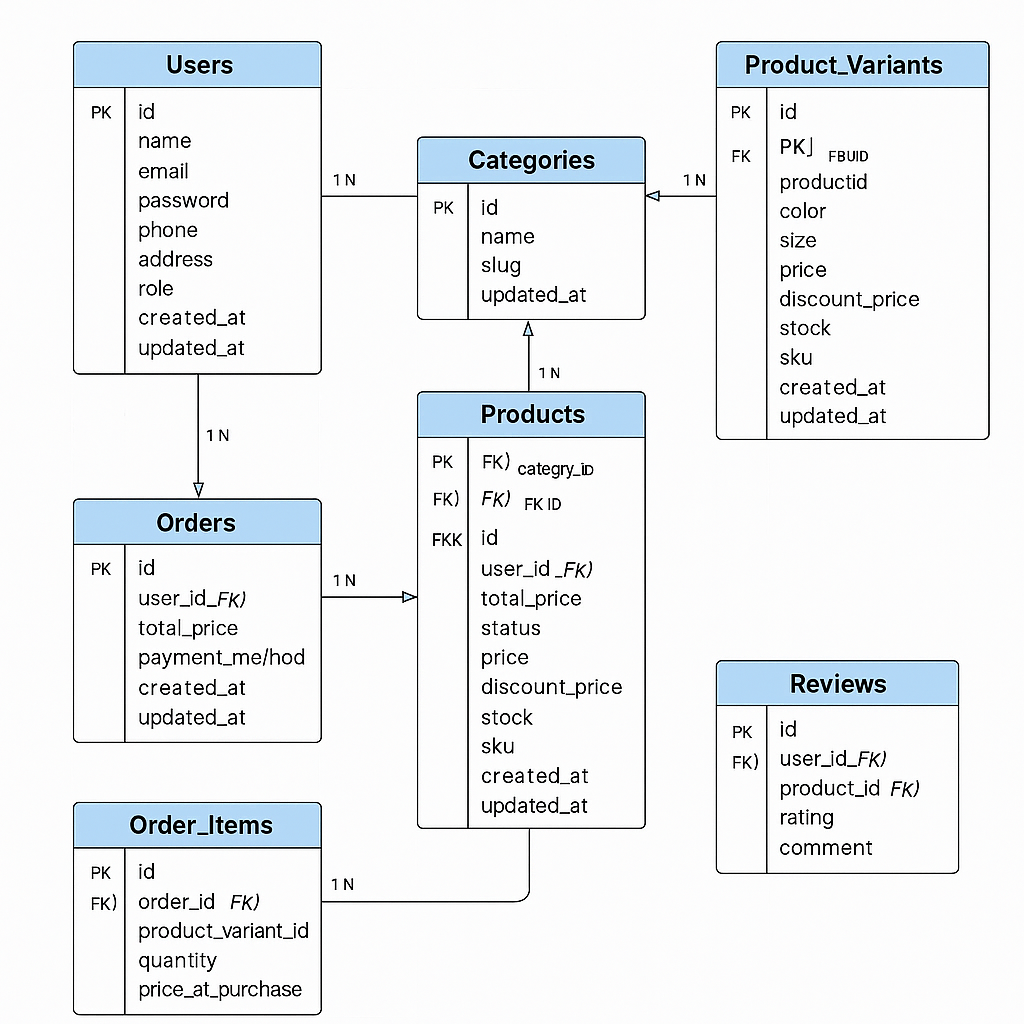 Users
PK id
name
email
password
phone
address
role
created_at
updated_at
1 N
Categories
PK id
name
slug
updated_at
1 N
Product_Variants
PK id
FK PK⌋ FBUID
productid
color
size
price
discount_price
stock
sku
created_at
updated_at
1 N
1 N
Products
PK FK) categry_iD
FK) FK) FK ID
FKK id
user_id_FK)
total_price
status
price
discount_price
stock
sku
created_at
updated_at
Orders
PK id
user_id_FK)
total_price
payment_me/hod
created_at
updated_at
1 N
Reviews
PK id
FK) user_id_FK)
product_id FK)
rating
comment
Order_Items
PK id
FK) order_id FK)
product_variant_id
quantity
price_at_purchase
1 N